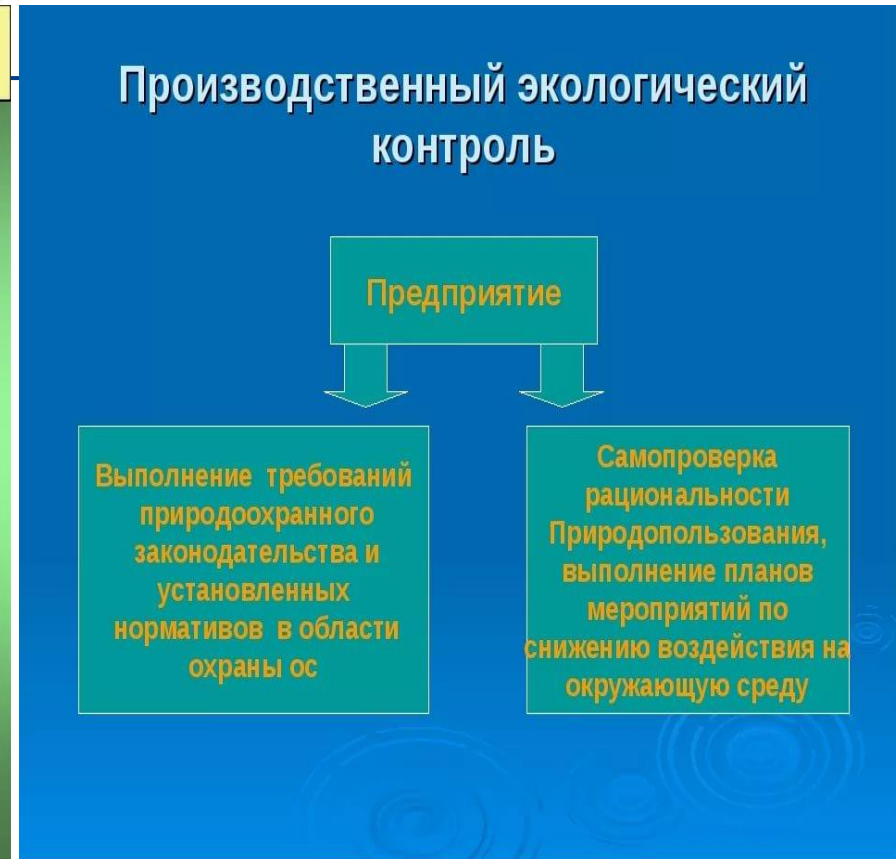 Производственный экологический
контроль
Предприятие
Выполнение требований
природоохранного
законодательства и
установленных
нормативов в области
охраны ос
Самопроверка
рациональности
Природопользования,
выполнение планов
мероприятий по
снижению воздействия на
окружающую среду